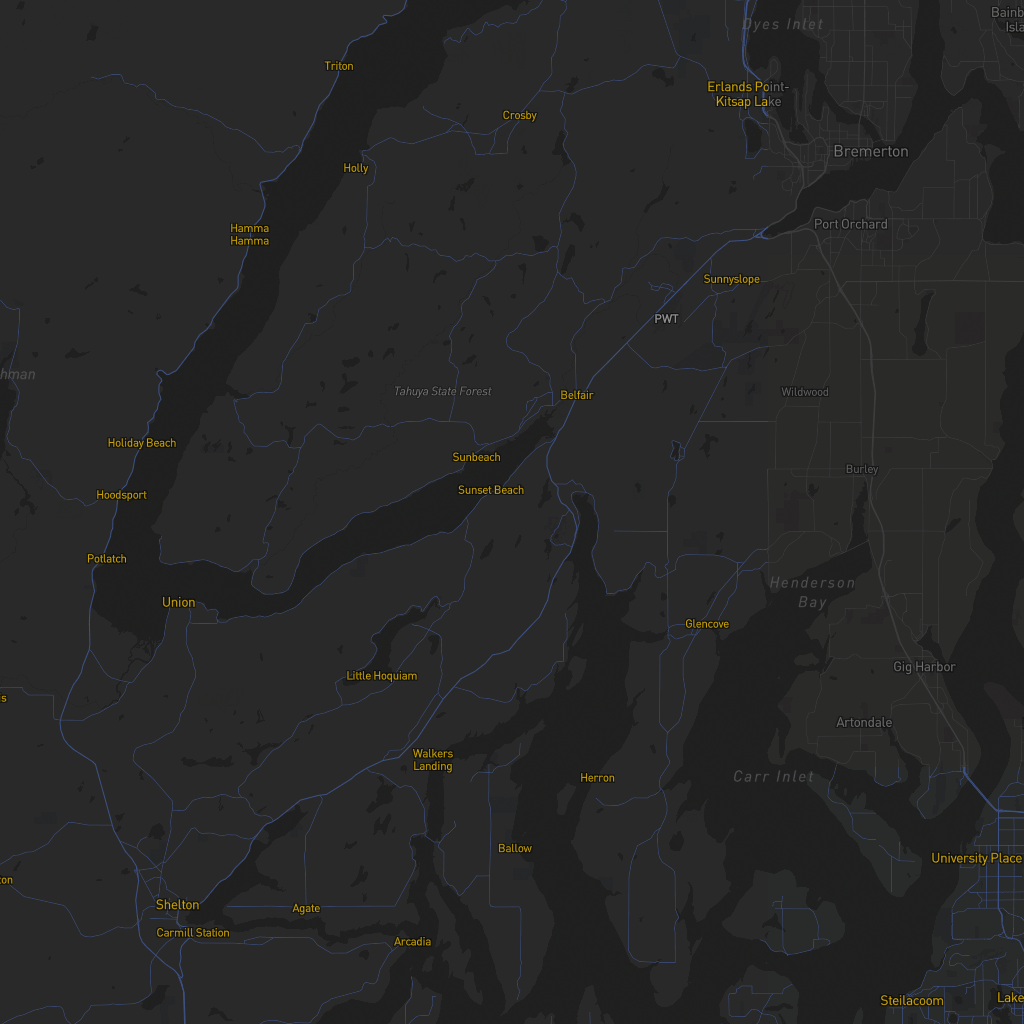 Dyes Inlet
Bainb
Isla
Triton
Erlands Point-
Kitsap Lake
Crosby
Bremerton
Holly
Hamma
Hamma
Port Orchard
Sunnyslope
PWT
hman
Tahuya State Forest
Belfair
Wildwood
Holiday Beach
Sunbeach
Burley
Hoodsport
Sunset Beach
Potlatch
Henderson
Bay
Union
Glencove
Gig Harbor
Little Hoquiam
s
Artondale
Walkers
Landing
Herron
Carr Inlet
Ballow
University Place
ton
Shelton
Agate
Carmill Station
Arcadia
Steilacoom
Lake